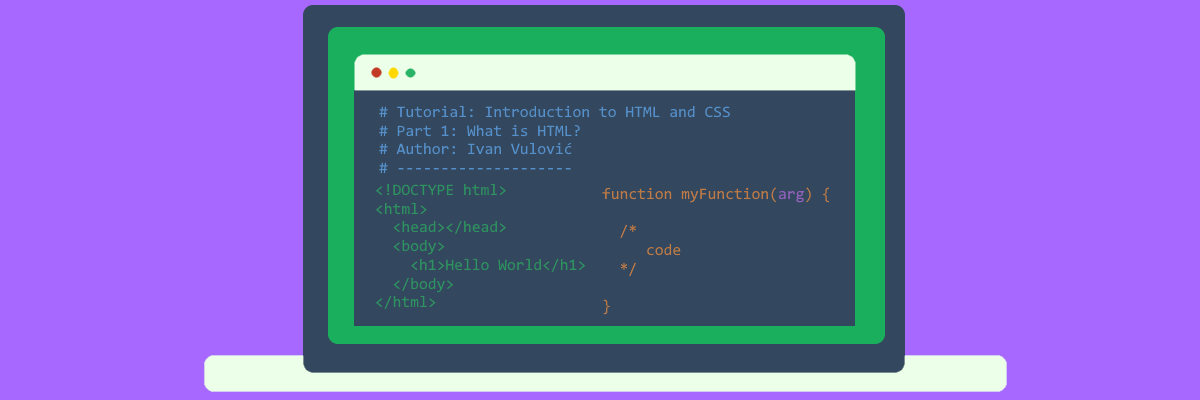 # Tutorial: Introduction to HTML and CSS
# Part 1: What is HTML?
# Author: Ivan Vulović
# --------------------
<!DOCTYPE html>
<html>
  <head></head>
  <body>
    <h1>Hello World</h1>
  </body>
</html>
function myFunction(arg) {
  /*
     code
  */
}